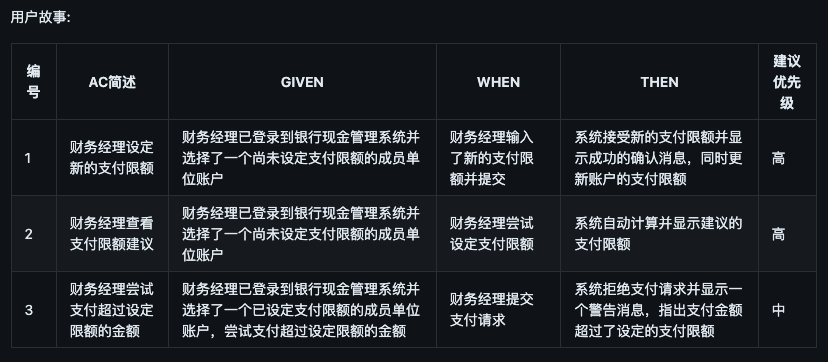 用户故事:
编
号
AC简述
GIVEN
WHEN
THEN
建议
优先
级
1
财务经理设定
新的支付限额
财务经理已登录到银行现金管理系统并
选择了一个尚未设定支付限额的成员单
位账户
财务经理输入
了新的支付限
额并提交
系统接受新的支付限额并显
示成功的确认消息，同时更
新账户的支付限额
高
2
财务经理查看
支付限额建议
财务经理已登录到银行现金管理系统并
选择了一个尚未设定支付限额的成员单
位账户
财务经理尝试
设定支付限额
系统自动计算并显示建议的
支付限额
高
3
财务经理尝试
支付超过设定
限额的金额
财务经理已登录到银行现金管理系统并
选择了一个已设定支付限额的成员单位
账户，尝试支付超过设定限额的金额
财务经理提交
支付请求
系统拒绝支付请求并显示一
个警告消息，指出支付金额
超过了设定的支付限额
中